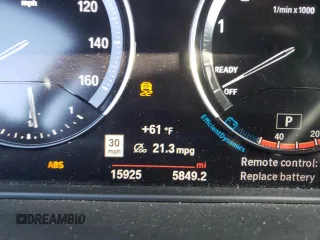 mph
120
140
160
1/min x 1000
1
READY
OFF
+61 °F
30
mph
21.3 mpg
EfficientDynamics
P
40
20
ABS
mi
15925
5849.2
Remote control:
Replace battery
DREAMBID